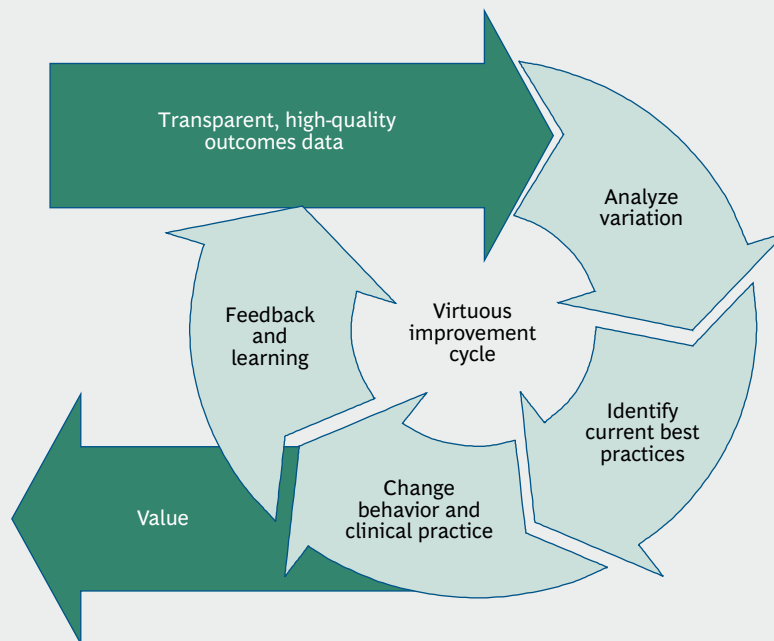 Transparent, high-quality
outcomes data
Analyze
variation
Identify
current best
practices
Change
behavior and
clinical practice
Feedback
and
learning
Virtuous
improvement
cycle
Value